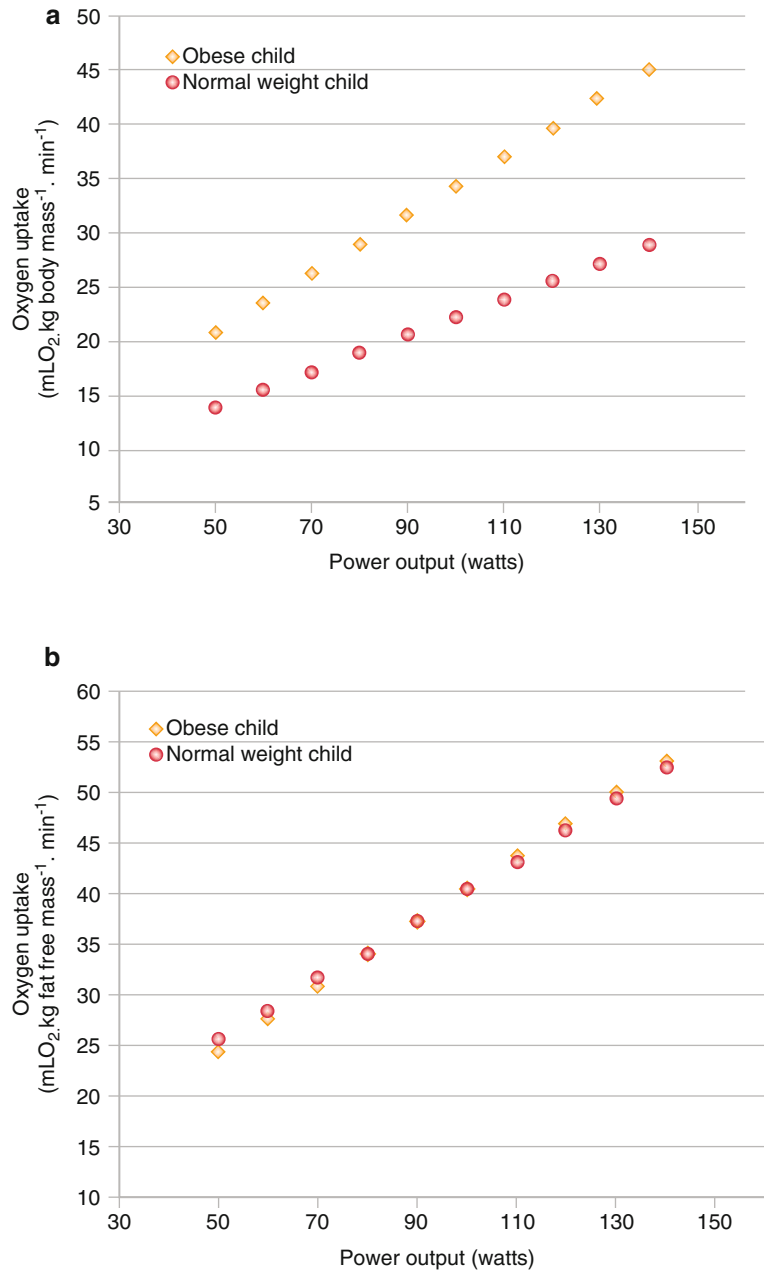 a
50
45
40
35
30
25
20
15
10
5
Oxygen uptake
(mLO₂.kg body mass⁻¹. min⁻¹)
Obese child
Normal weight child
30
50
70
90
110
130
150
Power output (watts)
b
60
55
50
45
40
35
30
25
20
15
10
Oxygen uptake
(mLO₂.kg fat free mass⁻¹. min⁻¹)
Obese child
Normal weight child
30
50
70
90
110
130
150
Power output (watts)